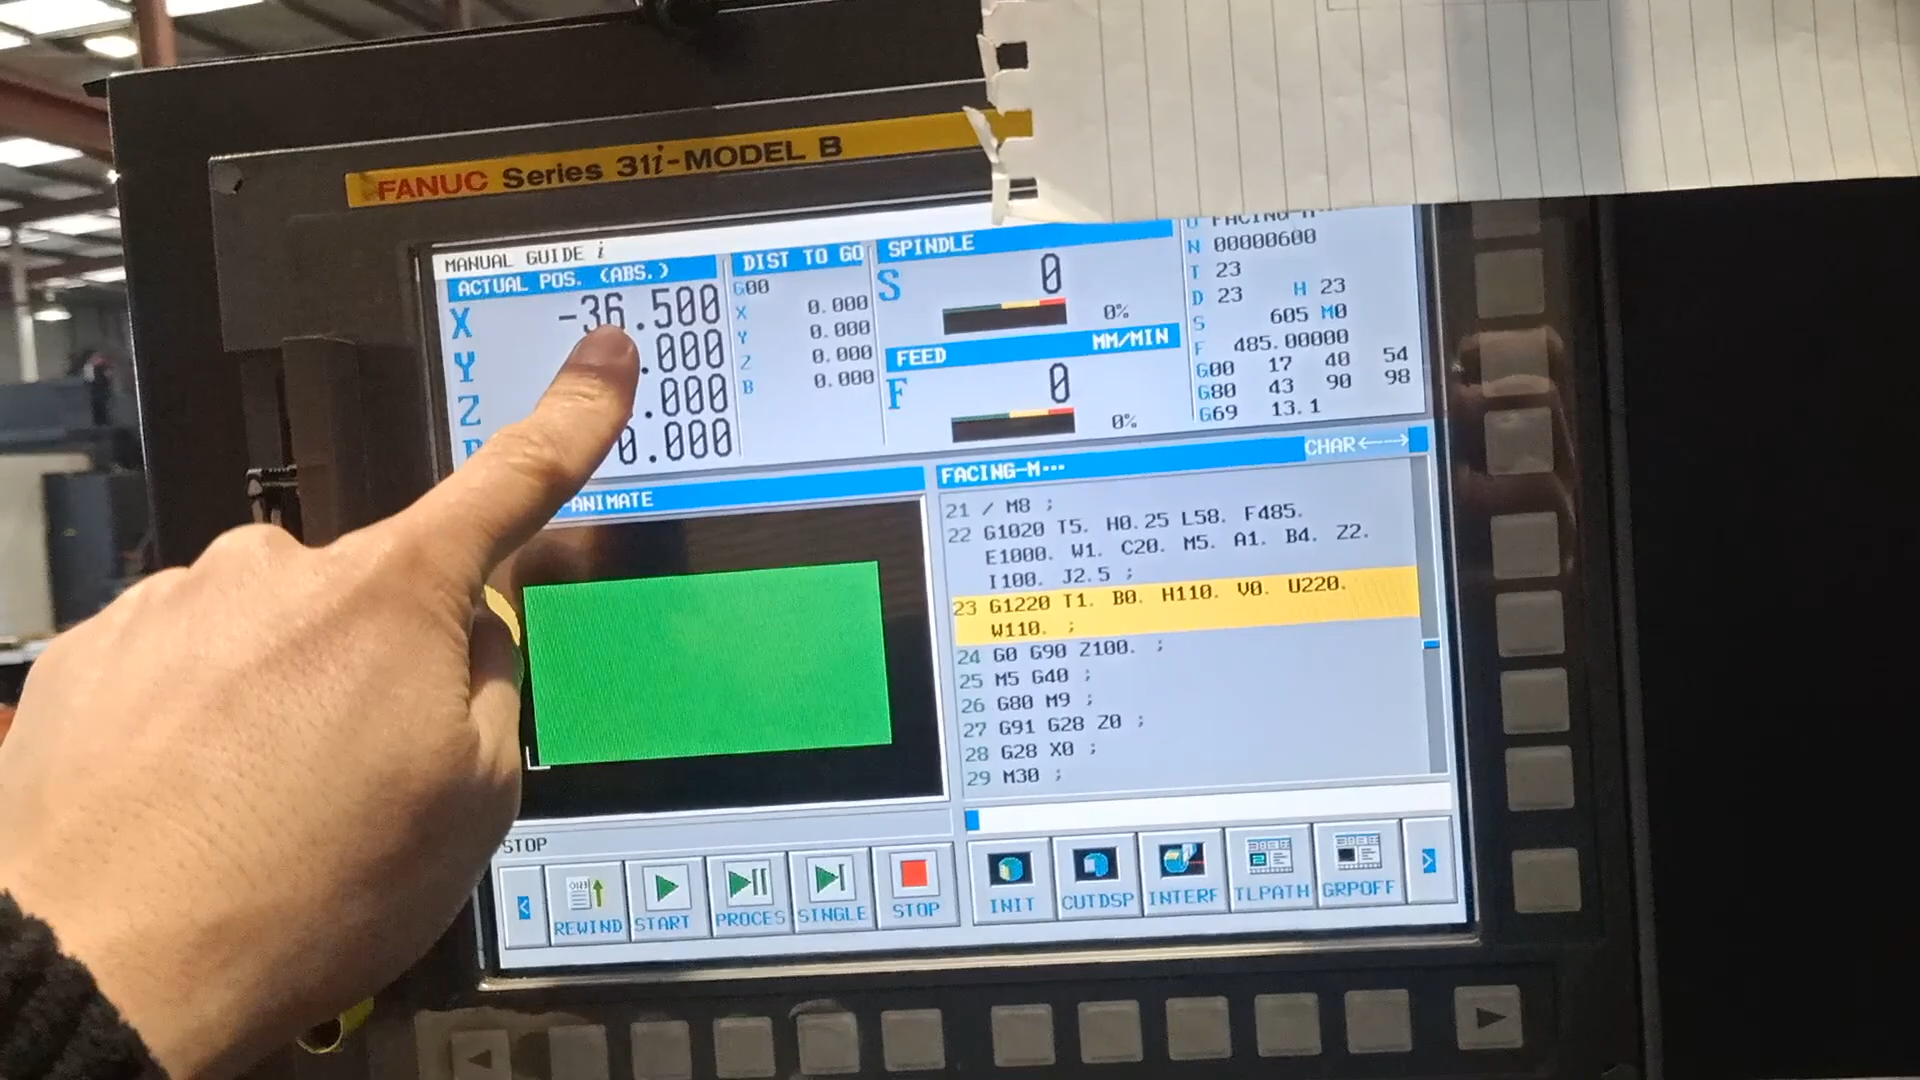 FANUC Series 31i-MODEL B
MANUAL GUIDE i
ACTUAL POS. (ABS.)
X -36.500
Y .000
Z .000
0.000
DIST TO GO
G00
X 0.000
Y 0.000
Z 0.000
B 0.000
SPINDLE
S 0
0%
FEED MM/MIN
F 0
0%
N 00000600
T 23
D 23 H 23
S 605 M0
F 485.00000
G00 17 40 54
G80 43 90 98
G69 13.1
ANIMATE
FACING-M···
CHAR←--→
21 / M8 ;
22 G1020 T5. H0.25 L58. F485.
E1000. W1. C20. M5. A1. B4. Z2.
I100. J2.5 ;
23 G1220 T1. B0. H110. V0. U220.
W110. ;
24 G0 G90 Z100. ;
25 M5 G40 ;
26 G80 M9 ;
27 G91 G28 Z0 ;
28 G28 X0 ;
29 M30 ;
STOP
< REWIND START PROCES SINGLE STOP INIT CUTDSP INTERF TLPATH GRPOFF >